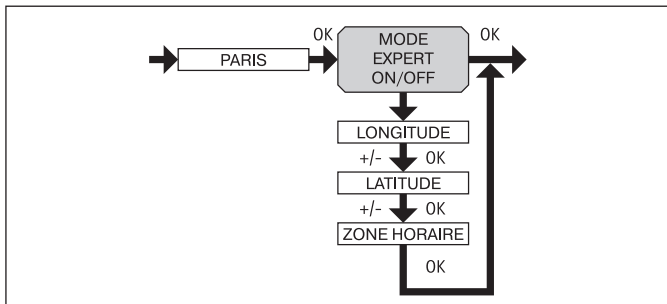 OK
MODE
EXPERT
ON/OFF
OK
PARIS
LONGITUDE
+/- OK
LATITUDE
+/- OK
ZONE HORAIRE
OK